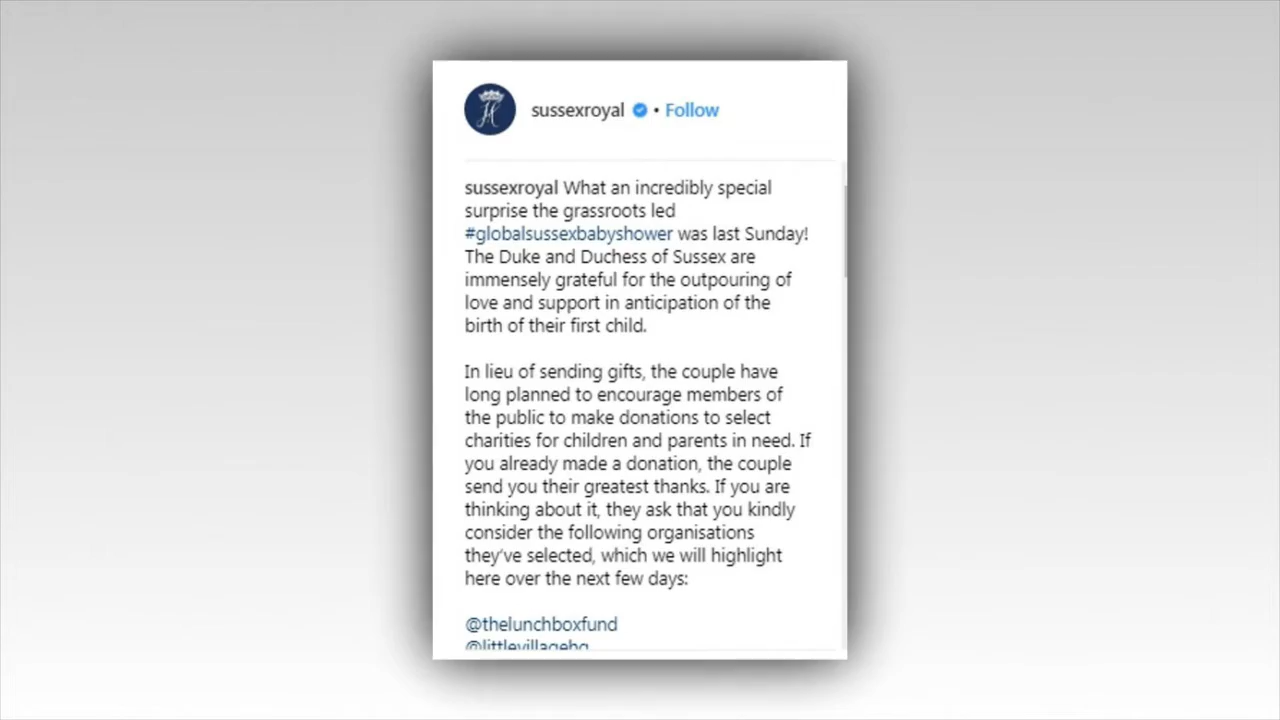 sussexroyal • Follow
sussexroyal What an incredibly special
surprise the grassroots led
#globalsussexbabyshower was last Sunday!
The Duke and Duchess of Sussex are
immensely grateful for the outpouring of
love and support in anticipation of the
birth of their first child.
In lieu of sending gifts, the couple have
long planned to encourage members of
the public to make donations to select
charities for children and parents in need. If
you already made a donation, the couple
send you their greatest thanks. If you are
thinking about it, they ask that you kindly
consider the following organisations
they've selected, which we will highlight
here over the next few days:
@thelunchboxfund
@littlevillagehq